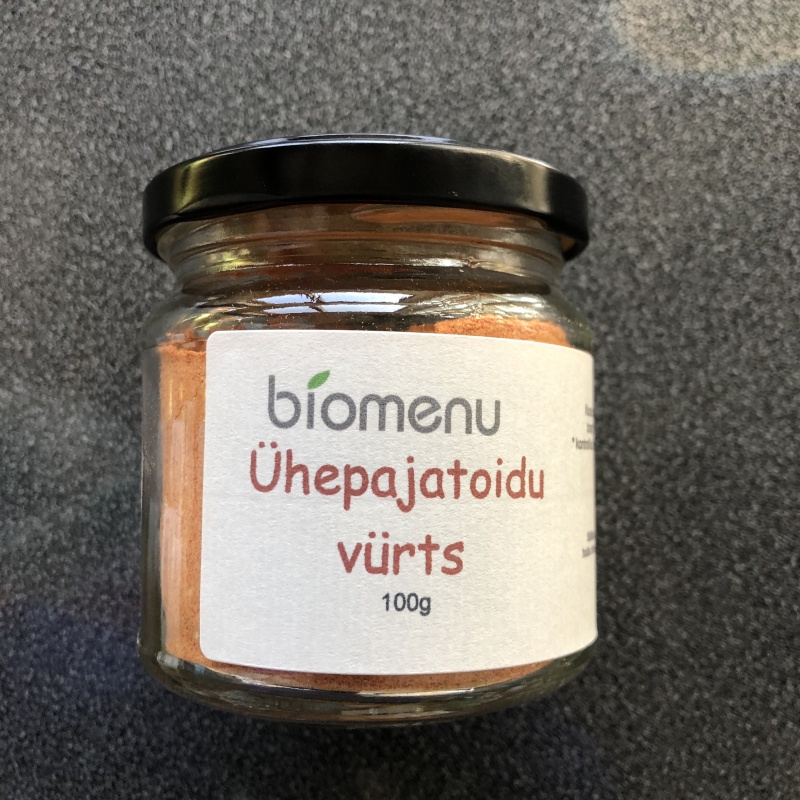 biomenu
Ühepajatoidu
vürts
100g